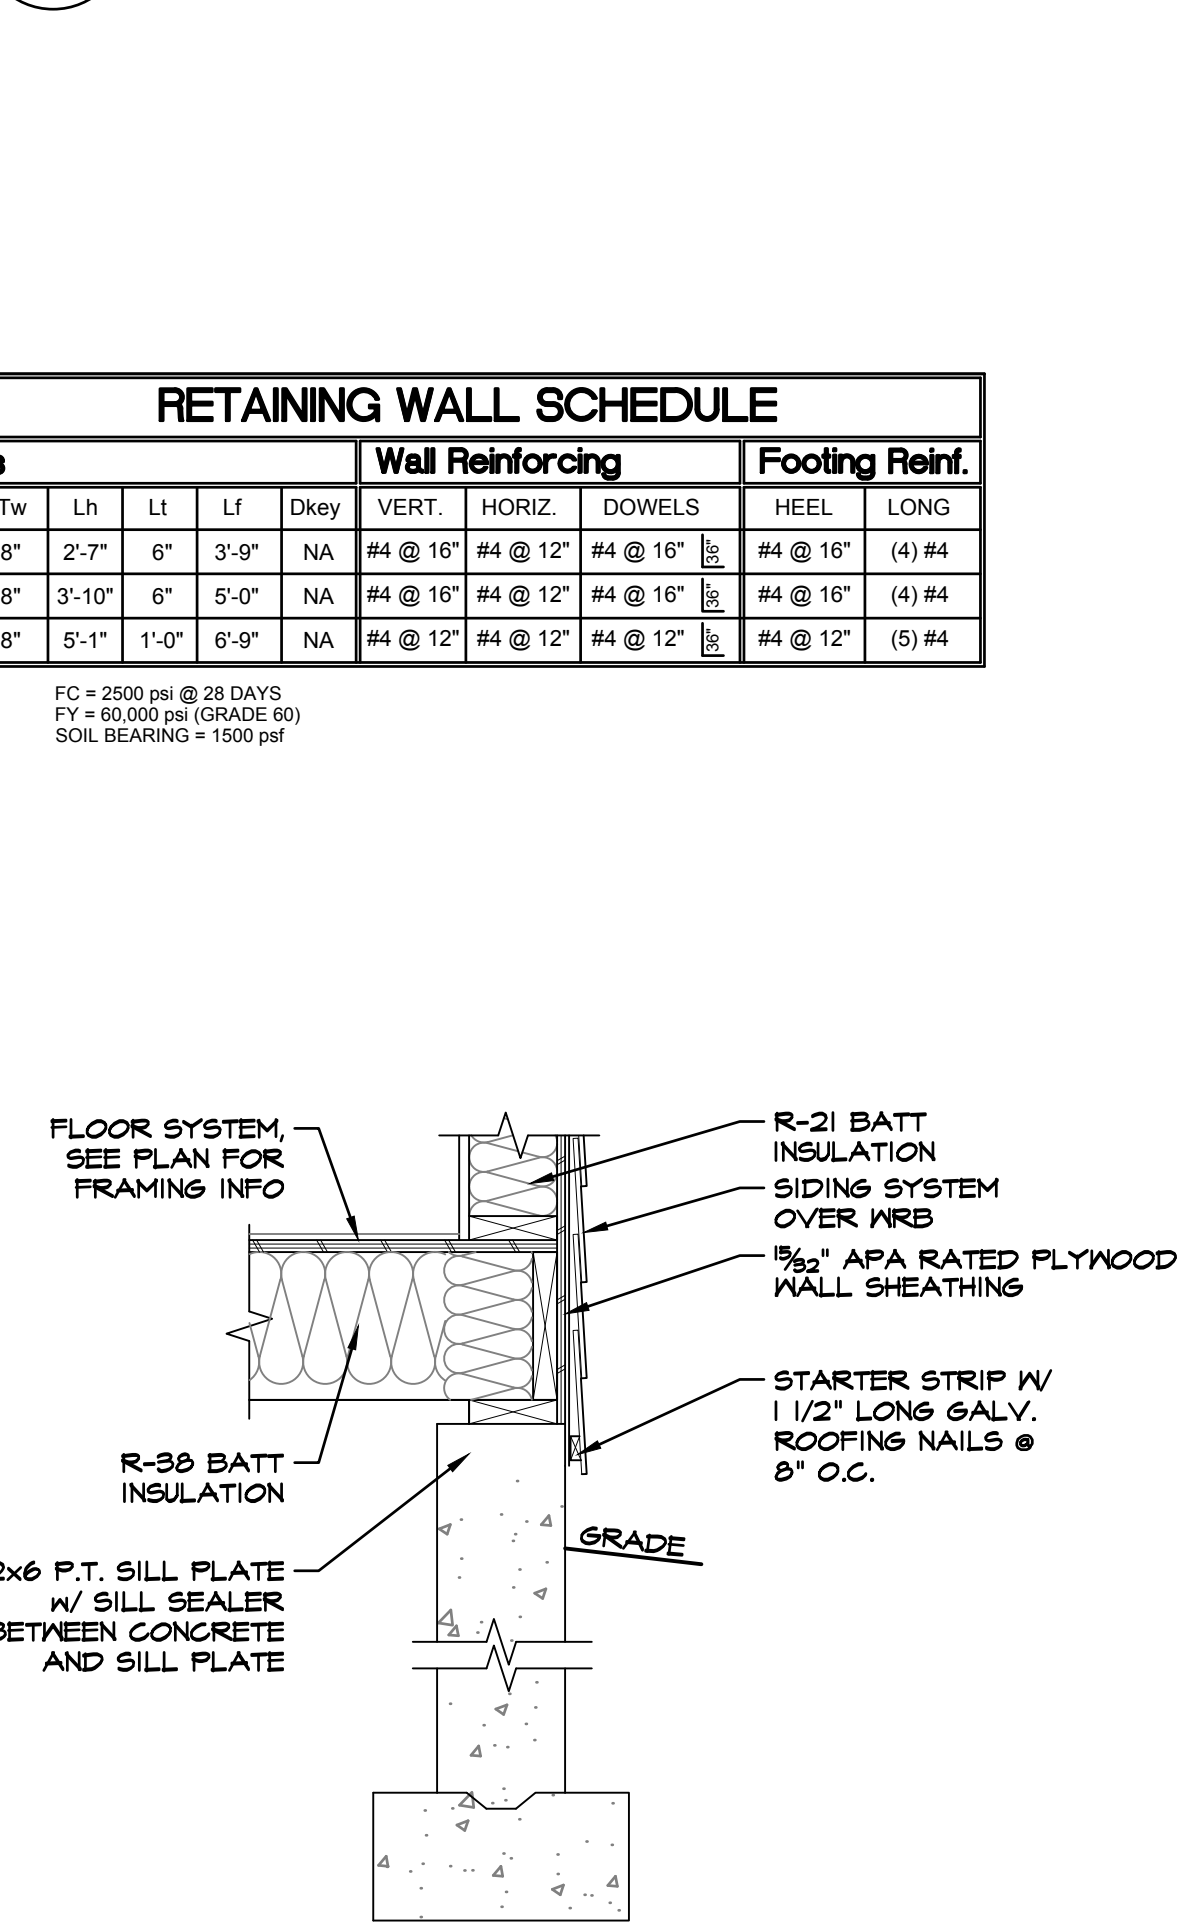 RETAINING WALL SCHEDULE
Wall Reinforcing Footing Reinf.
Tw Lh Lt Lf Dkey VERT. HORIZ. DOWELS HEEL LONG
8" 2'-7" 6" 3'-9" NA #4 @ 16" #4 @ 12" #4 @ 16" 36" #4 @ 16" (4) #4
8" 3'-10" 6" 5'-0" NA #4 @ 16" #4 @ 12" #4 @ 16" 36" #4 @ 16" (4) #4
8" 5'-1" 1'-0" 6'-9" NA #4 @ 12" #4 @ 12" #4 @ 12" 36" #4 @ 12" (5) #4
FC = 2500 psi @ 28 DAYS
FY = 60,000 psi (GRADE 60)
SOIL BEARING = 1500 psf
FLOOR SYSTEM,
SEE PLAN FOR
FRAMING INFO
R-21 BATT
INSULATION
SIDING SYSTEM
OVER WRB
15/32" APA RATED PLYWOOD
WALL SHEATHING
STARTER STRIP W/
1 1/2" LONG GALV.
ROOFING NAILS @
8" O.C.
R-38 BATT
INSULATION
GRADE
2x6 P.T. SILL PLATE
w/ SILL SEALER
BETWEEN CONCRETE
AND SILL PLATE